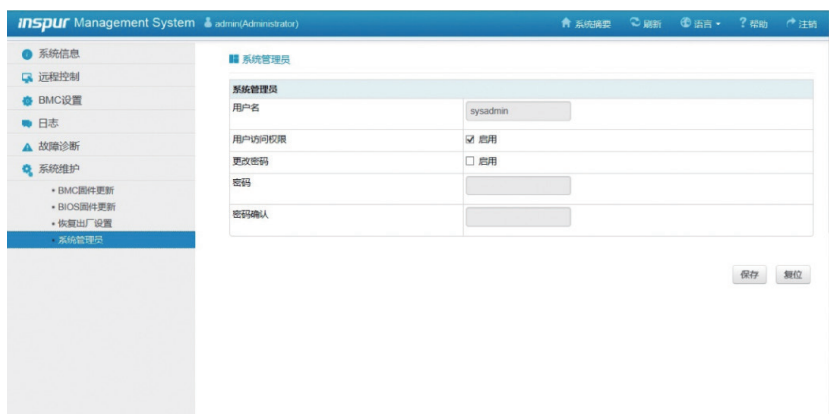 inspur Management System admin(Administrator) 系统摘要 刷新 语言 ? 帮助 注销
系统信息
远程控制
BMC设置
日志
故障诊断
系统维护
• BMC固件更新
• BIOS固件更新
• 恢复出厂设置
• 系统管理员
系统管理员
系统管理员
用户名 sysadmin
用户访问权限 启用
更改密码 启用
密码
密码确认
保存 复位